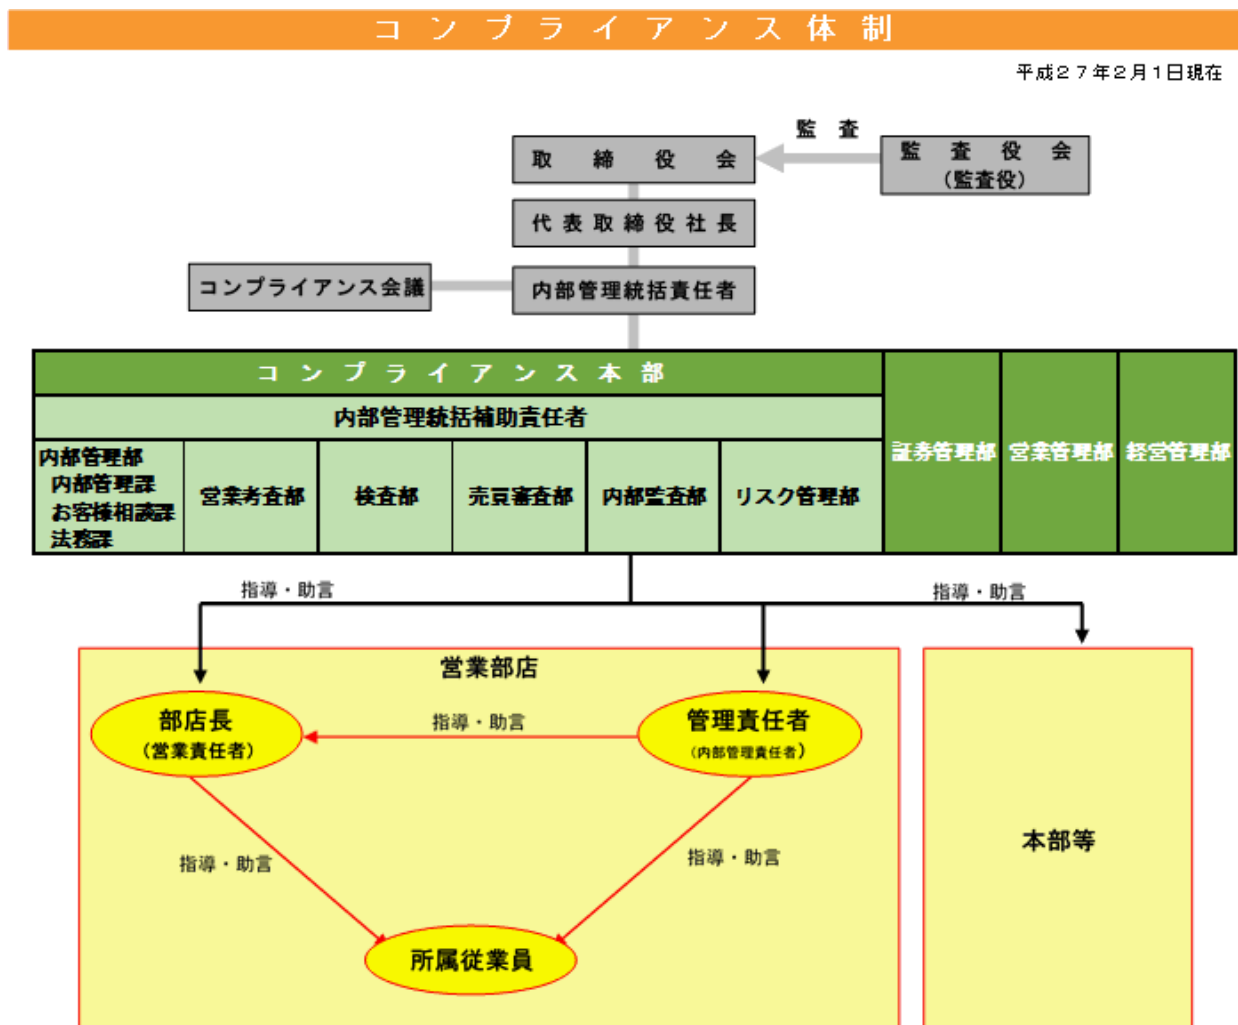 コンプライアンス体制
平成27年2月1日現在
監査
取締役会
監査役会
(監査役)
代表取締役社長
コンプライアンス会議
内部管理統括責任者
コンプライアンス本部
内部管理統括補助責任者
証券管理部
営業管理部
経営管理部
内部管理部
内部管理課
お客様相談課
法務課
営業考査部
検査部
売買審査部
内部監査部
リスク管理部
指導・助言
指導・助言
営業部店
部店長
(営業責任者)
指導・助言
管理責任者
(内部管理責任者)
指導・助言
指導・助言
本部等
所属従業員